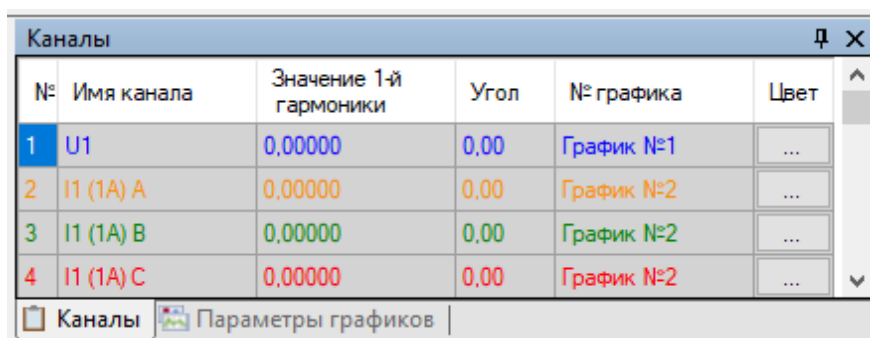 Каналы
№ Имя канала Значение 1-й гармоники Угол № графика Цвет
1 U1 0,00000 0,00 График №1 ...
2 I1 (1A) A 0,00000 0,00 График №2 ...
3 I1 (1A) B 0,00000 0,00 График №2 ...
4 I1 (1A) C 0,00000 0,00 График №2 ...
Каналы Параметры графиков